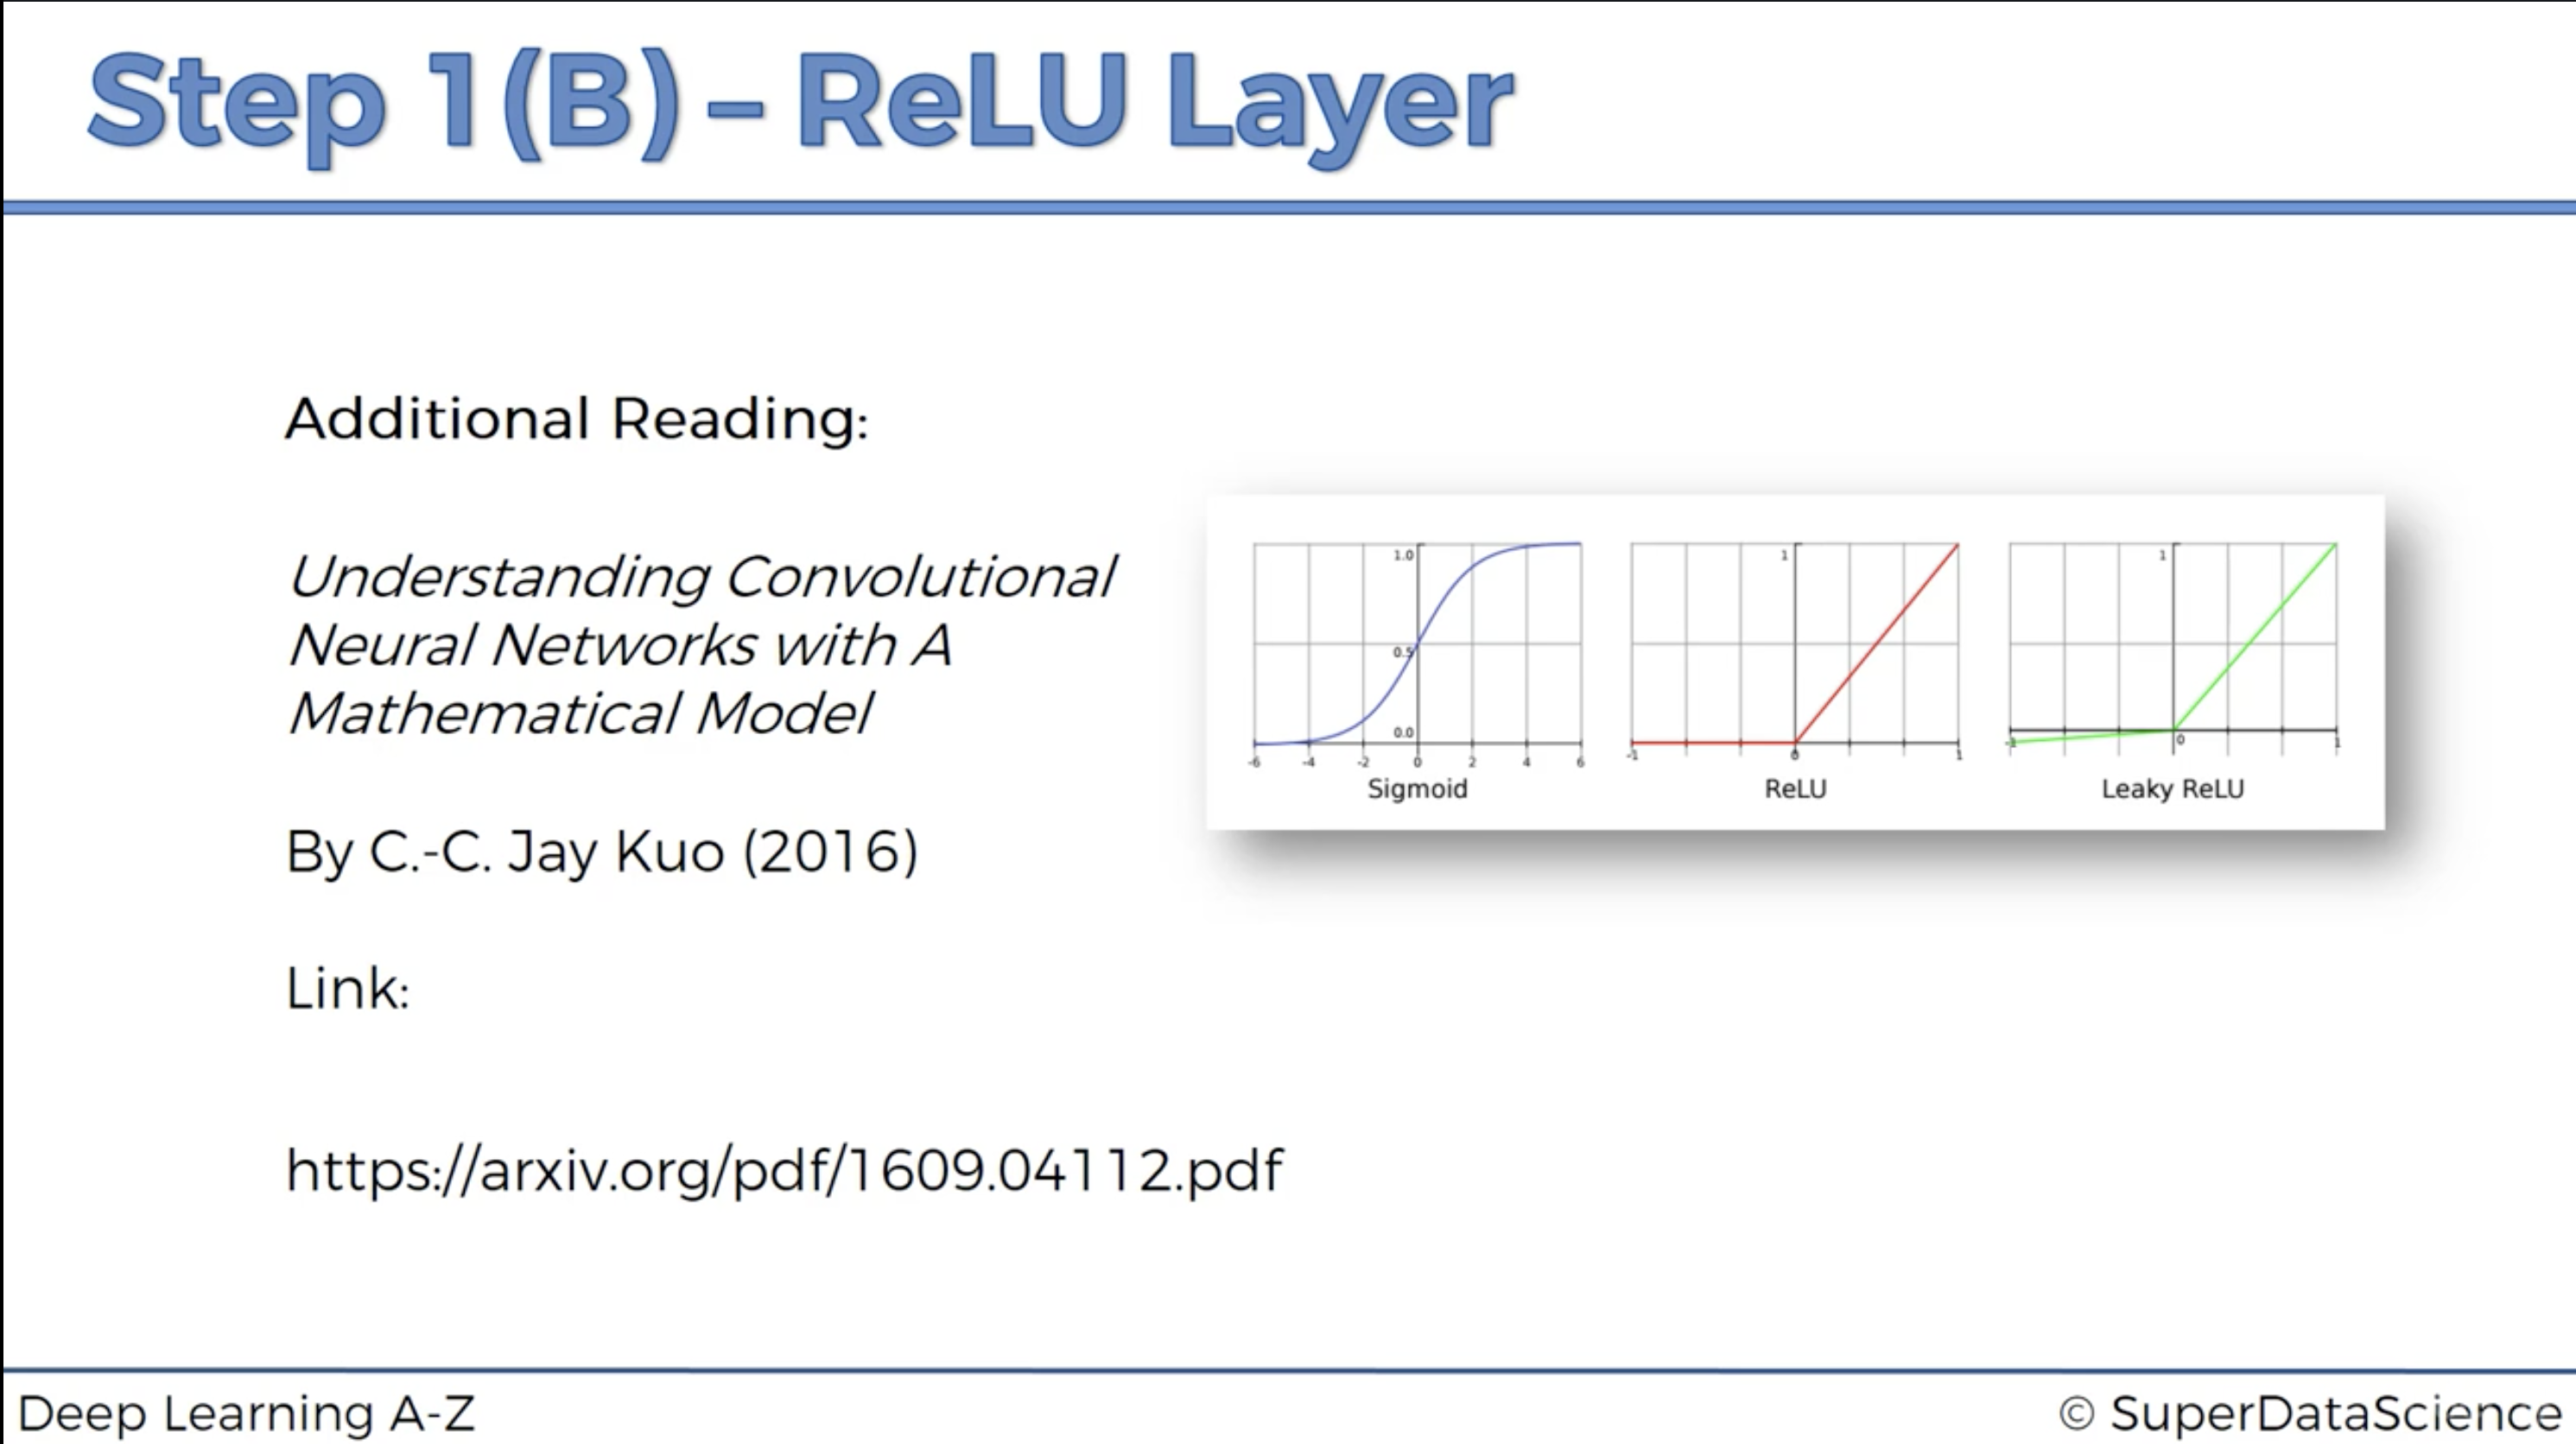 Step 1(B) – ReLU Layer
Additional Reading:
Understanding Convolutional
Neural Networks with A
Mathematical Model
By C.-C. Jay Kuo (2016)
Link:
https://arxiv.org/pdf/1609.04112.pdf
1.0
0.5
0.0
-6 -4 -2 0 2 4 6
Sigmoid
1
-1 0 1
ReLU
1
-1 0 1
Leaky ReLU
Deep Learning A-Z
© SuperDataScience